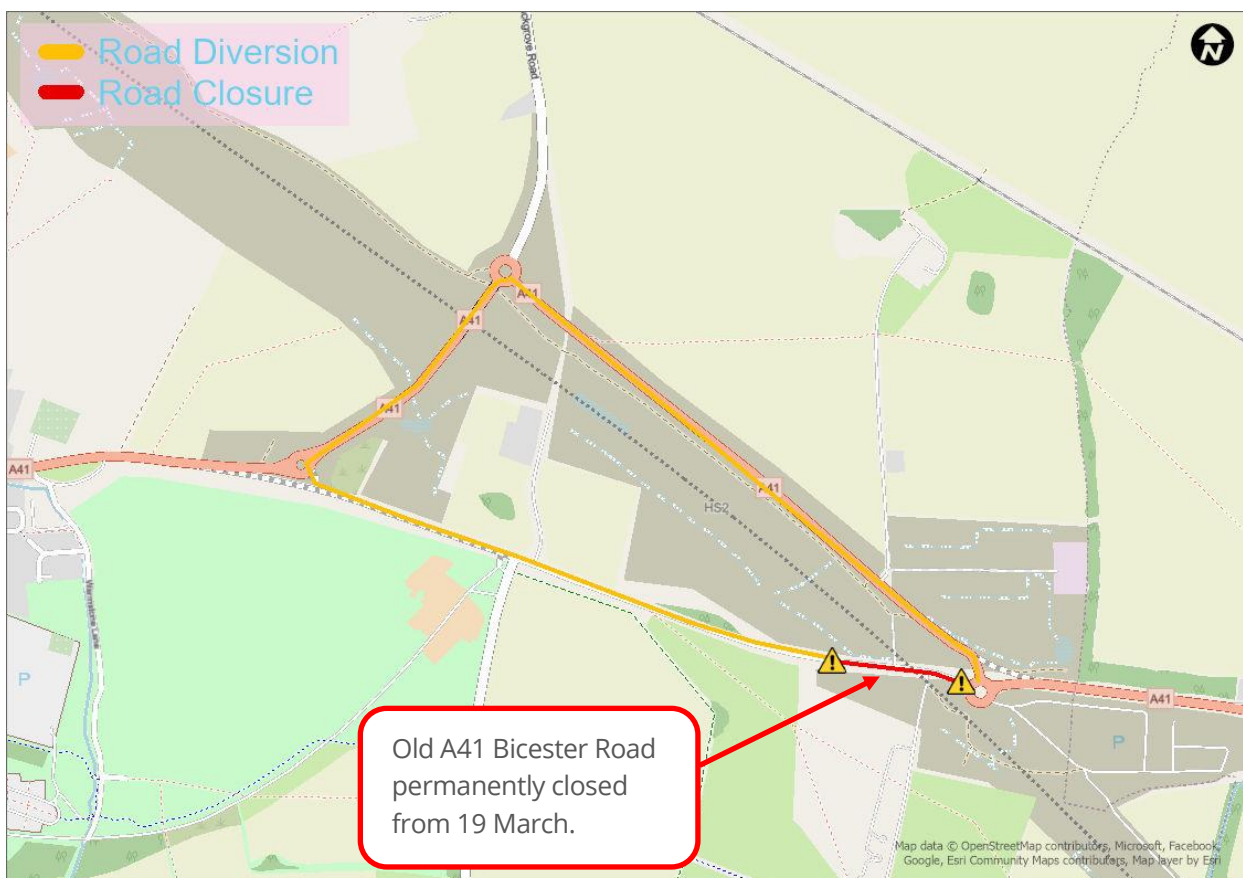 Road Diversion
Road Closure
N
A41
A41
A41
A41
A41
HS2
A41
P
P
Old A41 Bicester Road
permanently closed
from 19 March.
Map data © OpenStreetMap contributors, Microsoft, Facebook,
Google, Esri Community Maps contributors, Map layer by Esri